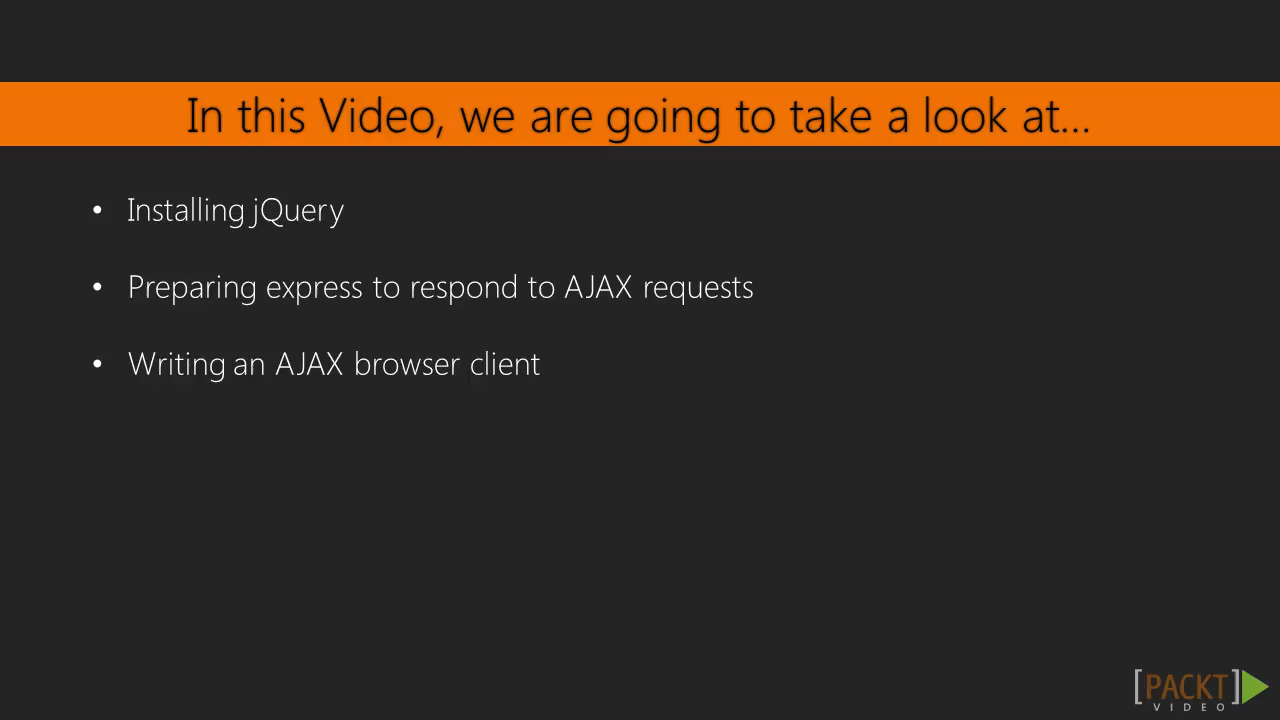 In this Video, we are going to take a look at...
• Installing jQuery
• Preparing express to respond to AJAX requests
• Writing an AJAX browser client
[PACKT]
VIDEO